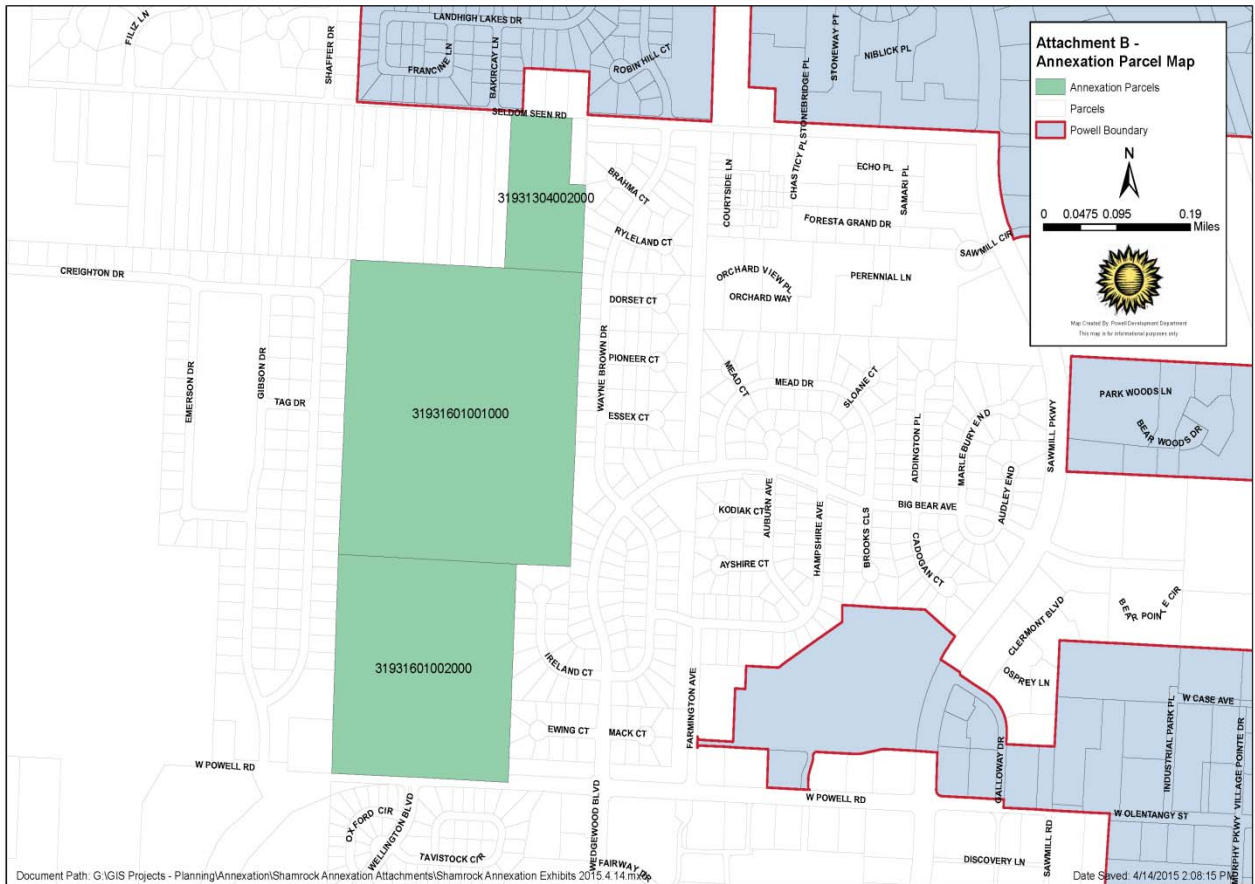 Attachment B -
Annexation Parcel Map
Annexation Parcels
Parcels
Powell Boundary
N
0 0.0475 0.095 0.19
Miles
Map Created By: Powell Development Department
This map is for informational purposes only
LANDHIGH LAKES DR
FILIZ LN
SHAFFER DR
FRANCINE LN
BAKIRCAY LN
ROBIN HILL CT
STONEBRIDGE PL
STONEWAY PT
NIBLICK PL
SELDOM SEEN RD
31931304002000
BRAHMA CT
RYLELAND CT
COURTSIDE LN
CHASTICY PL
ECHO PL
SAMARI PL
FORESTA GRAND DR
SAWMILL CIR
CREIGHTON DR
ORCHARD VIEW PL
ORCHARD WAY
PERENNIAL LN
DORSET CT
PIONEER CT
WAYNE BROWN DR
ESSEX CT
EMERSON DR
GIBSON DR
TAG DR
31931601001000
MEAD CT
MEAD DR
SLOANE CT
ADDINGTON PL
MARLEBURY END
AUDLEY END
SAWMILL PKWY
PARK WOODS LN
BEAR WOODS DR
KODIAK CT
AUBURN AVE
HAMPSHIRE AVE
BROOKS CLS
BIG BEAR AVE
CADOGAN CT
AYSHIRE CT
CLERMONT BLVD
BEAR POINTE CIR
OSPREY LN
31931601002000
IRELAND CT
FARMINGTON AVE
EWING CT
MACK CT
W CASE AVE
INDUSTRIAL PARK PL
VILLAGE POINTE DR
GALLOWAY DR
W POWELL RD
W POWELL RD
W OLENTANGY ST
OXFORD CIR
WELLINGTON BLVD
TAVISTOCK CIR
WEDGEWOOD BLVD
FAIRWAY DR
DISCOVERY LN
SAWMILL RD
MURPHY PKWY
Document Path: G:\GIS Projects - Planning\Annexation\Shamrock Annexation Attachments\Shamrock Annexation Exhibits 2015.4.14.mxd
Date Saved: 4/14/2015 2:08:15 PM